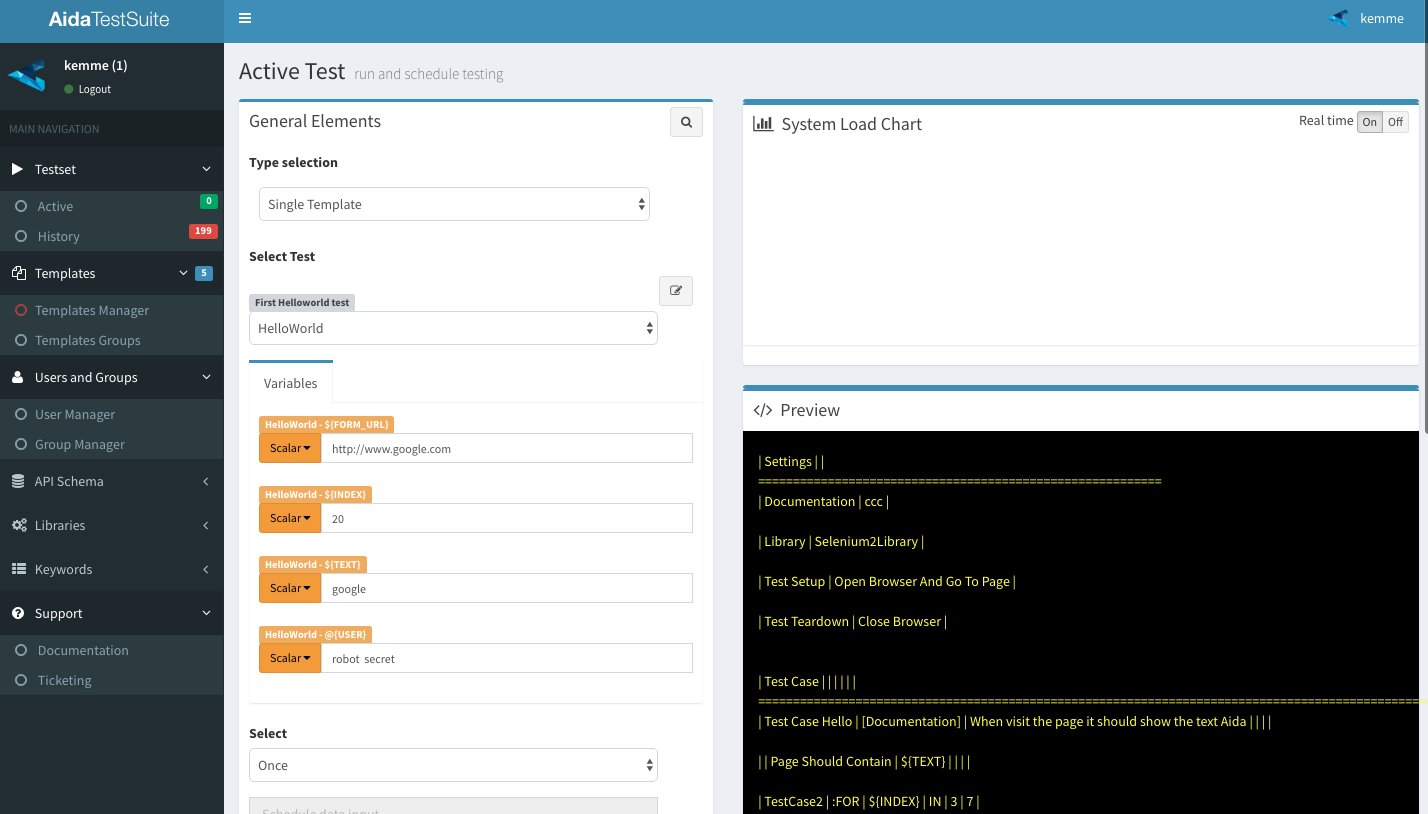 AidaTestSuite
kemme
kemme (1)
Logout
MAIN NAVIGATION
Testset
Active 0
History 199
Templates 5
Templates Manager
Templates Groups
Users and Groups
User Manager
Group Manager
API Schema
Libraries
Keywords
Support
Documentation
Ticketing
Active Test run and schedule testing
General Elements
Type selection
Single Template
Select Test
First Helloworld test
HelloWorld
Variables
HelloWorld - ${FORM_URL}
Scalar http://www.google.com
HelloWorld - ${INDEX}
Scalar 20
HelloWorld - ${TEXT}
Scalar google
HelloWorld - @{USER}
Scalar robot secret
Select
Once
Schedule data input
System Load Chart
Real time On Off
</> Preview
| Settings | |
==========================================================
| Documentation | ccc |
| Library | Selenium2Library |
| Test Setup | Open Browser And Go To Page |
| Test Teardown | Close Browser |
| Test Case | | | | | |
================================================================================================
| Test Case Hello | [Documentation] | When visit the page it should show the text Aida | | | |
| | Page Should Contain | ${TEXT} | | | |
| TestCase2 | :FOR | ${INDEX} | IN | 3 | 7 |